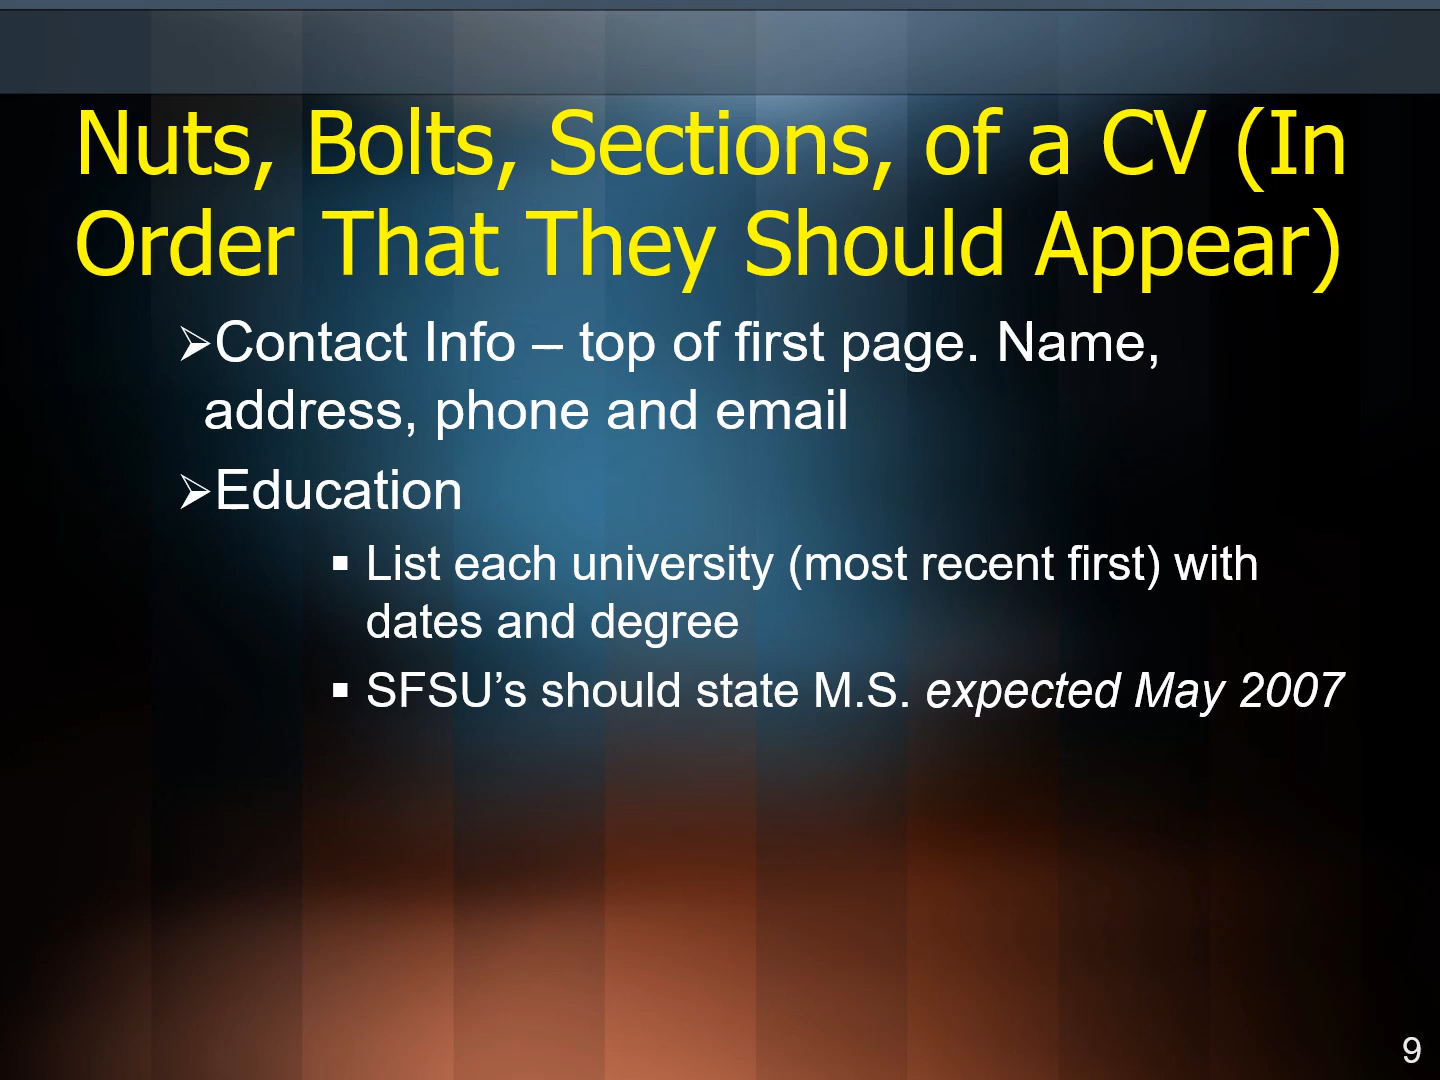 Nuts, Bolts, Sections, of a CV (In
Order That They Should Appear)
➢Contact Info – top of first page. Name,
address, phone and email
➢Education
▪ List each university (most recent first) with
dates and degree
▪ SFSU’s should state M.S. expected May 2007
9